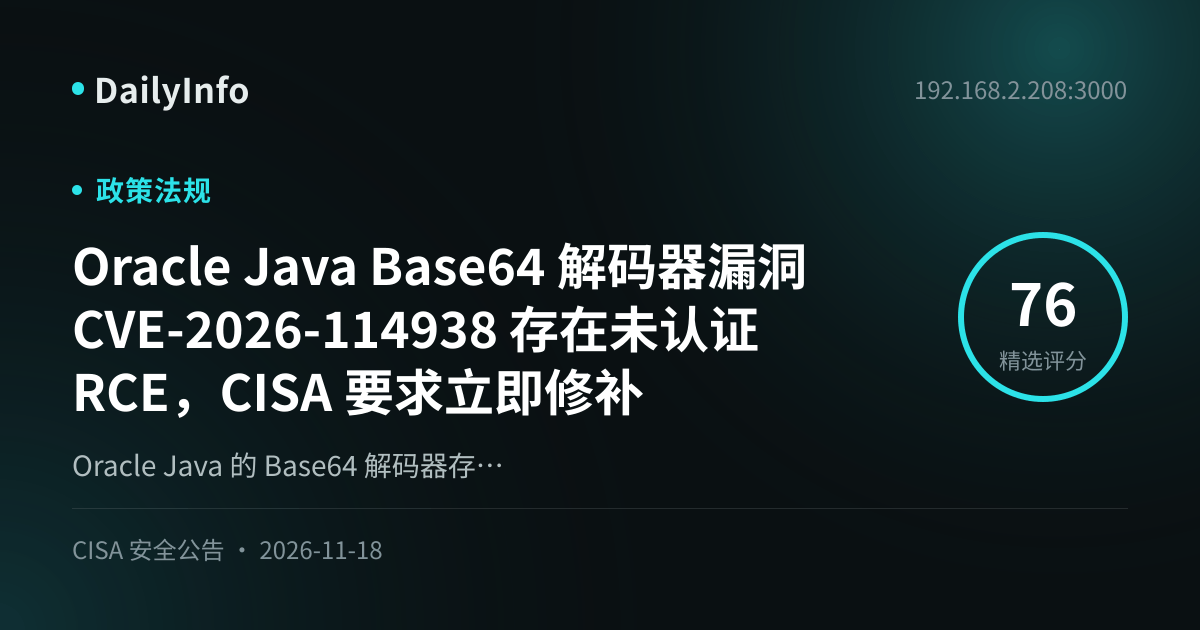 DailyInfo
192.168.2.208:3000
政策法规
Oracle Java Base64 解码器漏洞
CVE-2026-114938 存在未认证
RCE，CISA 要求立即修补
76
精选评分
Oracle Java 的 Base64 解码器存…
CISA 安全公告 · 2026-11-18